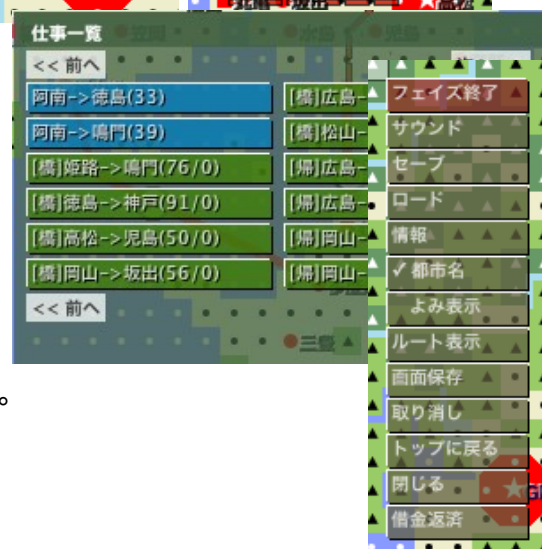 仕事一覧
<< 前へ
阿南->徳島(33)
阿南->鳴門(39)
[橋]姫路->鳴門(76/0)
[橋]徳島->神戸(91/0)
[橋]高松->児島(50/0)
[橋]岡山->坂出(56/0)
<< 前へ
[橋]広島-
[橋]松山-
[帰]広島-
[帰]広島-
[帰]岡山-
[帰]岡山-
三豊
フェイズ終了
サウンド
セーブ
ロード
情報
✓都市名
よみ表示
ルート表示
画面保存
取り消し
トップに戻る
閉じる
借金返済
。